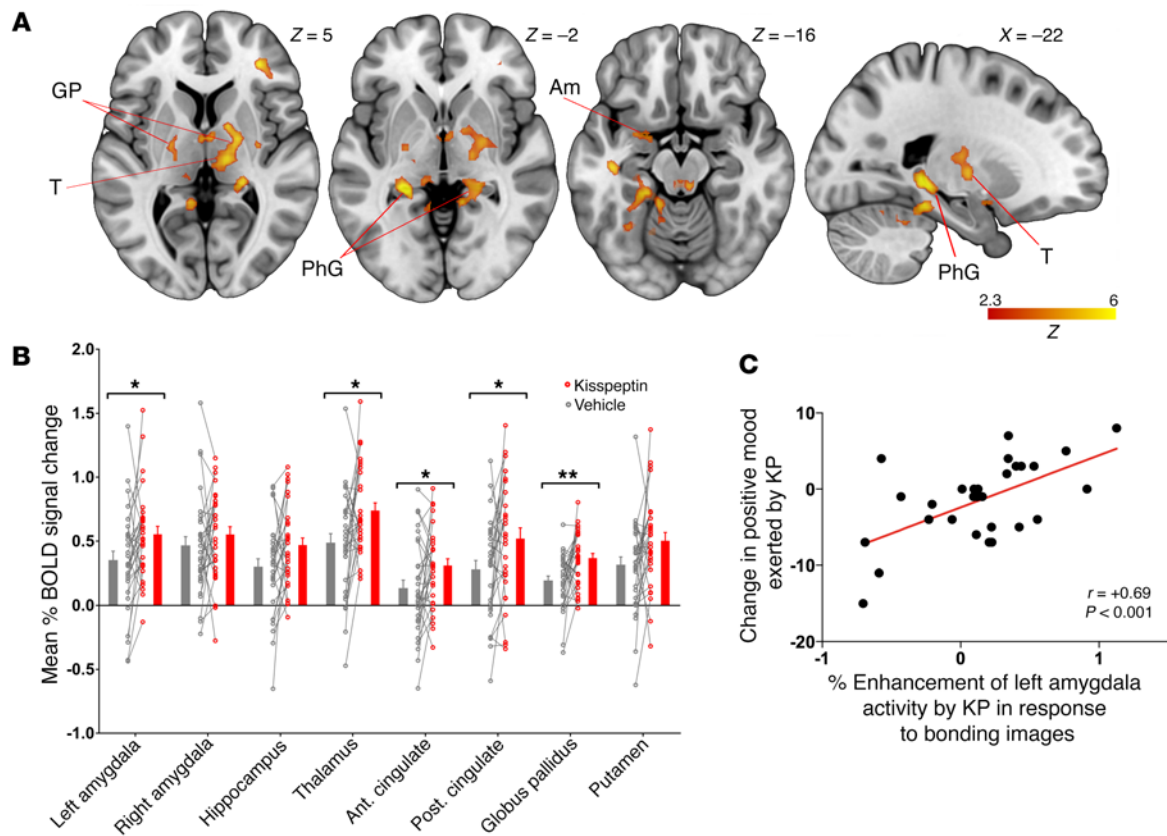 A
Z = 5
Z = −2
Z = −16
X = −22
GP
Am
T
PhG
PhG
T
2.3
6
Z
B
2.0
1.5
1.0
0.5
0.0
-0.5
-1.0
Mean % BOLD signal change
*
*
*
*
**
Kisspeptin
Vehicle
Left amygdala
Right amygdala
Hippocampus
Thalamus
Ant. cingulate
Post. cingulate
Globus pallidus
Putamen
C
Change in positive mood
exerted by KP
10
0
-10
-20
r = +0.69
P < 0.001
-1
0
1
% Enhancement of left amygdala
activity by KP in response
to bonding images